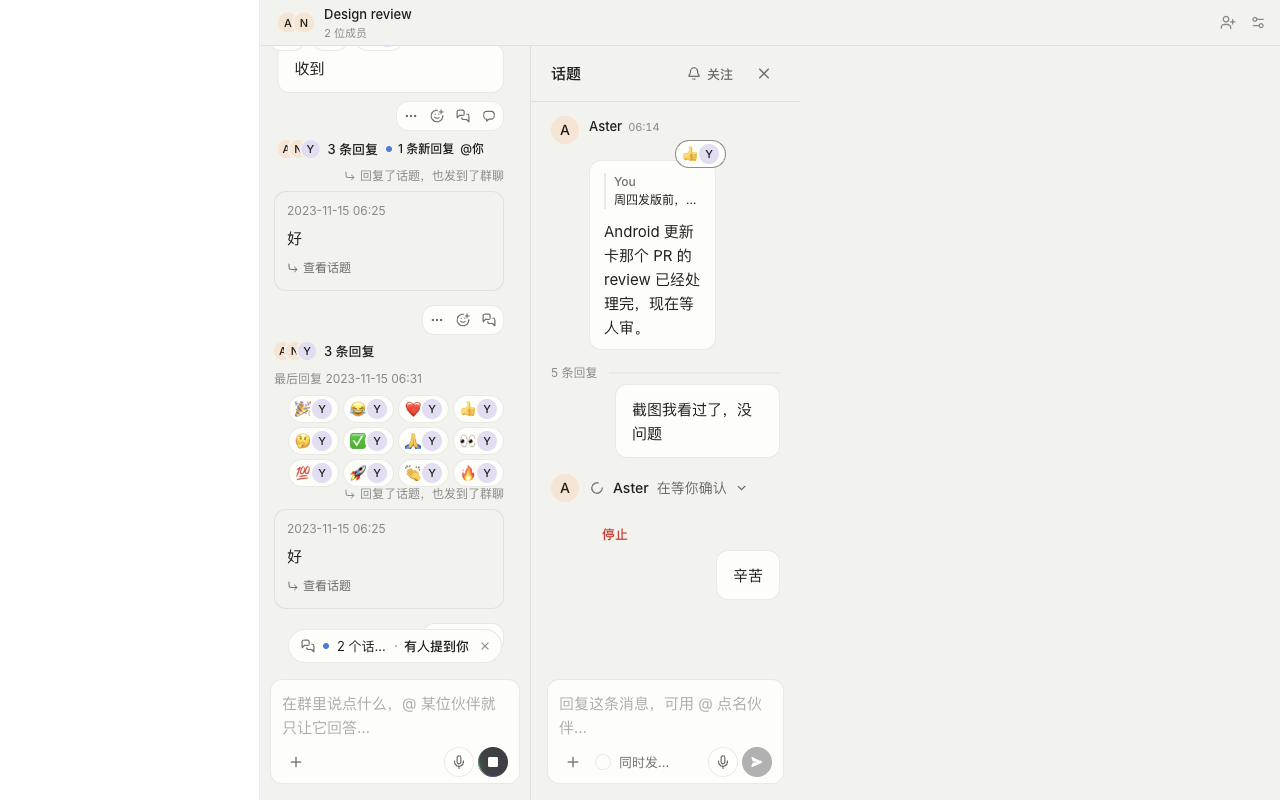 A N
Design review
2 位成员
收到
A N Y 3 条回复 1 条新回复 @你
回复了话题，也发到了群聊
2023-11-15 06:25
好
查看话题
A N Y 3 条回复
最后回复 2023-11-15 06:31
Y Y Y Y
Y Y Y Y
Y Y Y Y
回复了话题，也发到了群聊
2023-11-15 06:25
好
查看话题
2 个话... · 有人提到你
在群里说点什么，@ 某位伙伴就
只让它回答...
话题
关注
A Aster 06:14
Y
You
周四发版前，...
Android 更新
卡那个 PR 的
review 已经处
理完，现在等
人审。
5 条回复
截图我看过了，没
问题
A Aster 在等你确认
停止
辛苦
回复这条消息，可用 @ 点名伙
伴...
同时发...